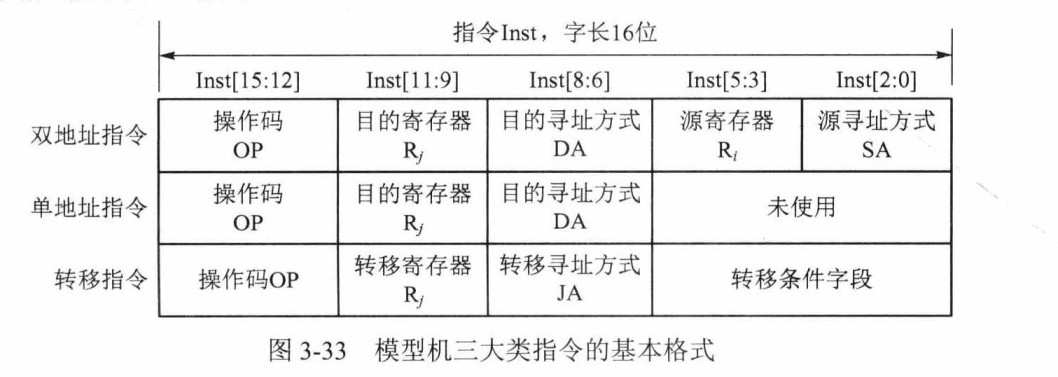 指令Inst，字长16位
Inst[15:12] Inst[11:9] Inst[8:6] Inst[5:3] Inst[2:0]
双地址指令 操作码 OP 目的寄存器 Rj 目的寻址方式 DA 源寄存器 Ri 源寻址方式 SA
单地址指令 操作码 OP 目的寄存器 Rj 目的寻址方式 DA 未使用
转移指令 操作码OP 转移寄存器 Rj 转移寻址方式 JA 转移条件字段
图 3-33 模型机三大类指令的基本格式